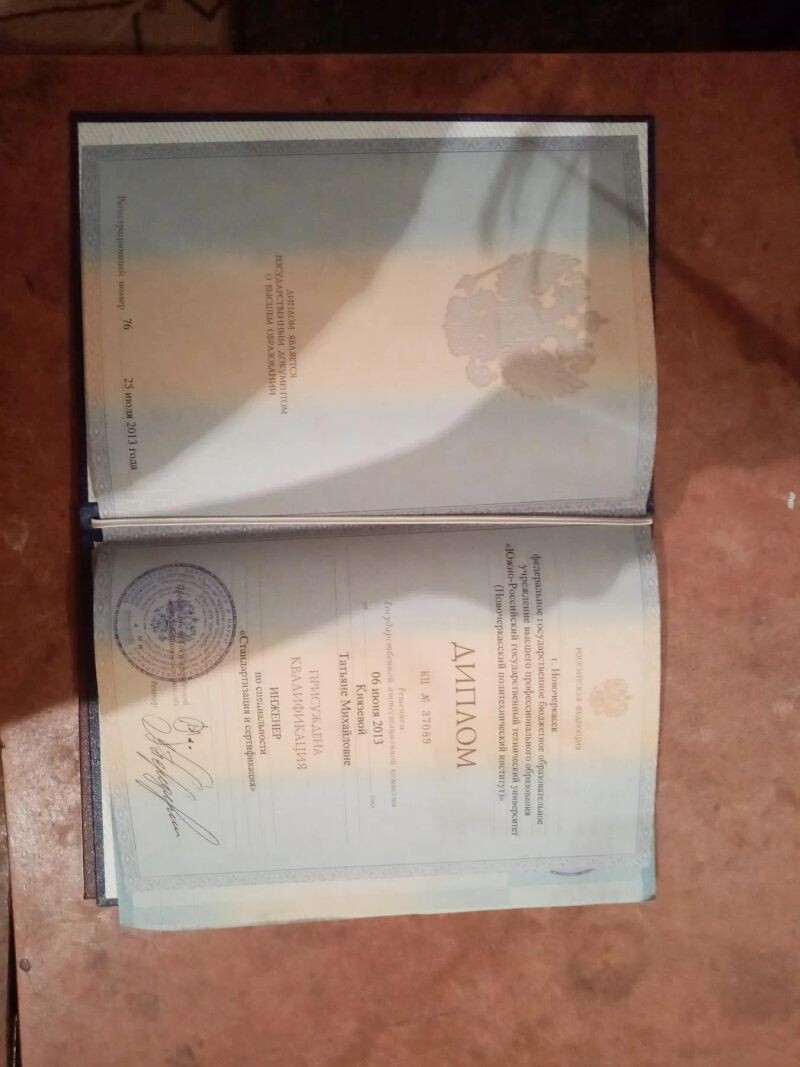 ДИПЛОМ ЯВЛЯЕТСЯ
ГОСУДАРСТВЕННЫМ ДОКУМЕНТОМ
О ВЫСШЕМ ОБРАЗОВАНИИ
Регистрационный номер 76 25 июля 2013 года
РОССИЙСКАЯ ФЕДЕРАЦИЯ
г. Новочеркасск
федеральное государственное бюджетное образовательное
учреждение высшего профессионального образования
«Южно-Российский государственный технический университет
(Новочеркасский политехнический институт)»
ДИПЛОМ
КЦ № 37089
Решением
Государственной аттестационной комиссии
от 06 июня 2013 года
Князевой
Татьяне Михайловне
ПРИСУЖДЕНА
КВАЛИФИКАЦИЯ
ИНЖЕНЕР
по специальности
«Стандартизация и сертификация»
Ректор